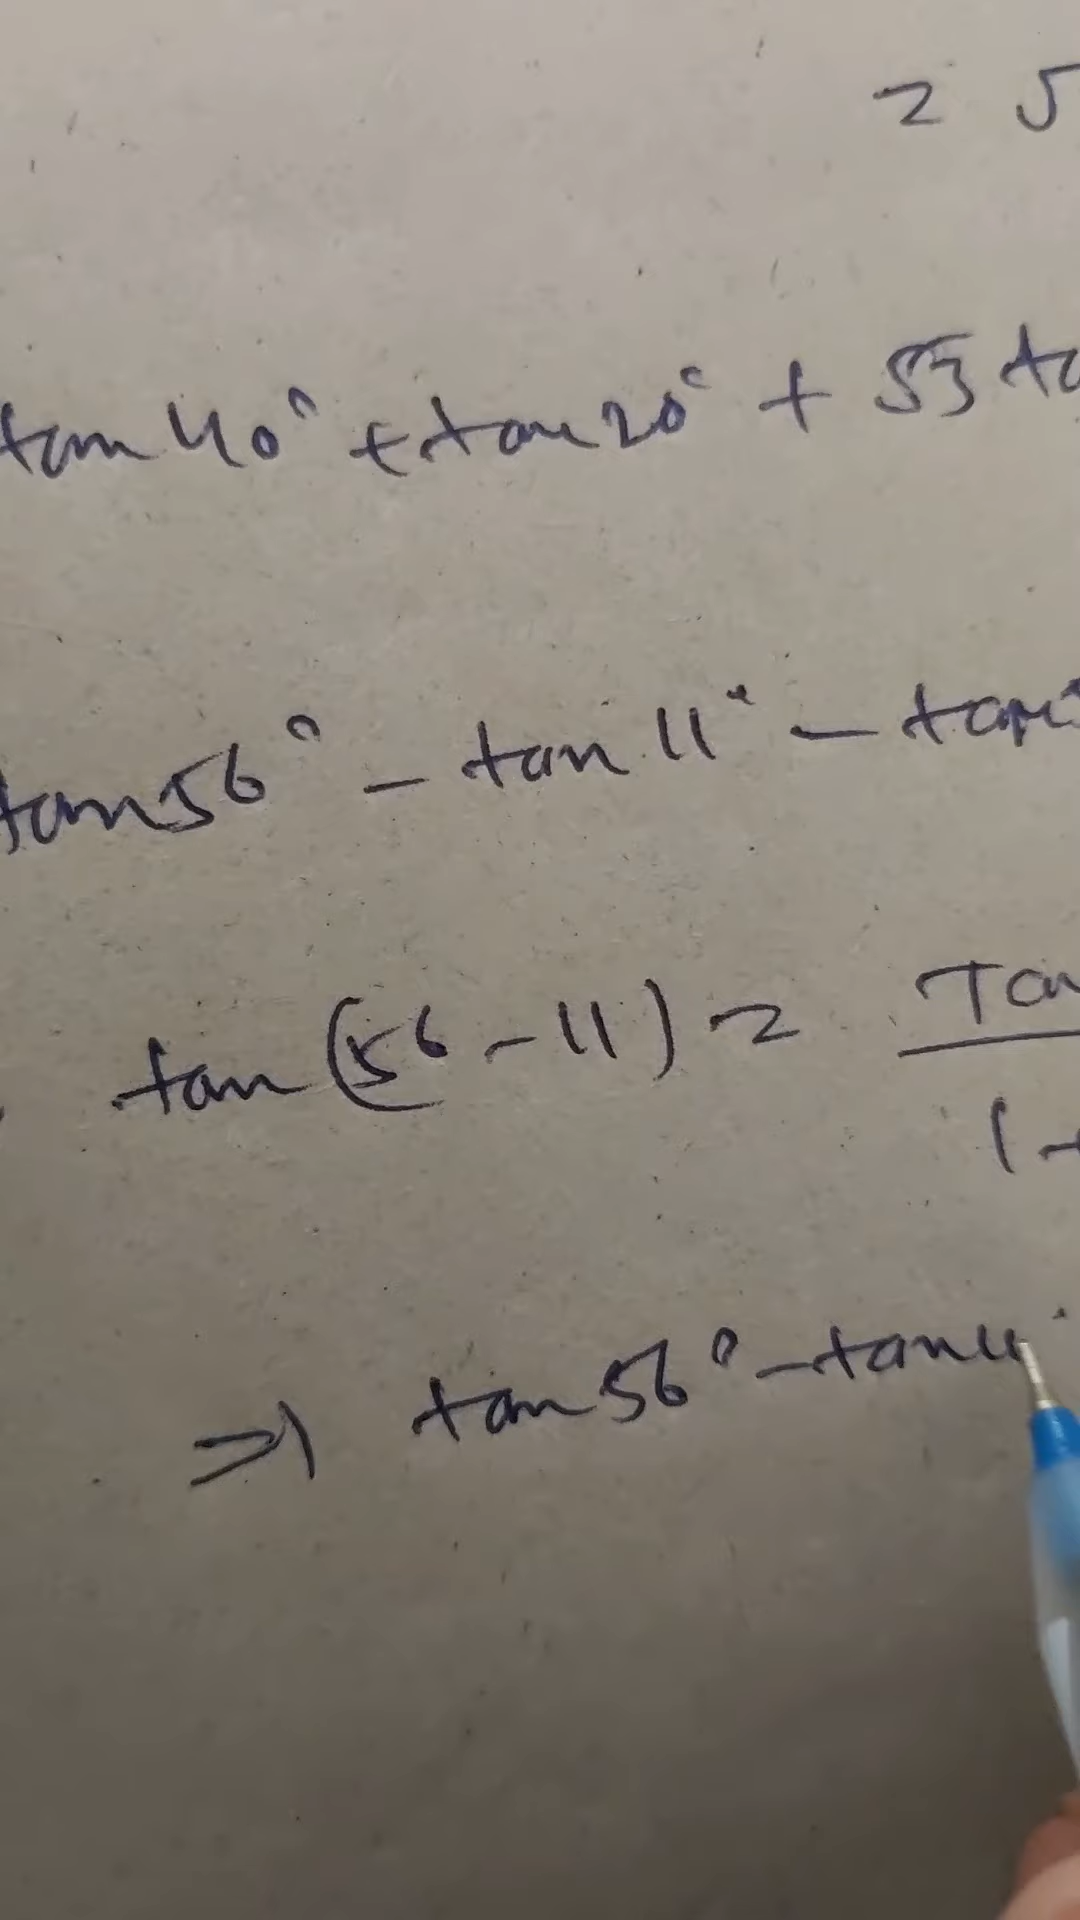 = √
tan 40° + tan 20° + √3 ta
tan 56° - tan 11° - tan
tan (56 - 11) = Tan
1 +
⇒ tan 56° - tan 11°